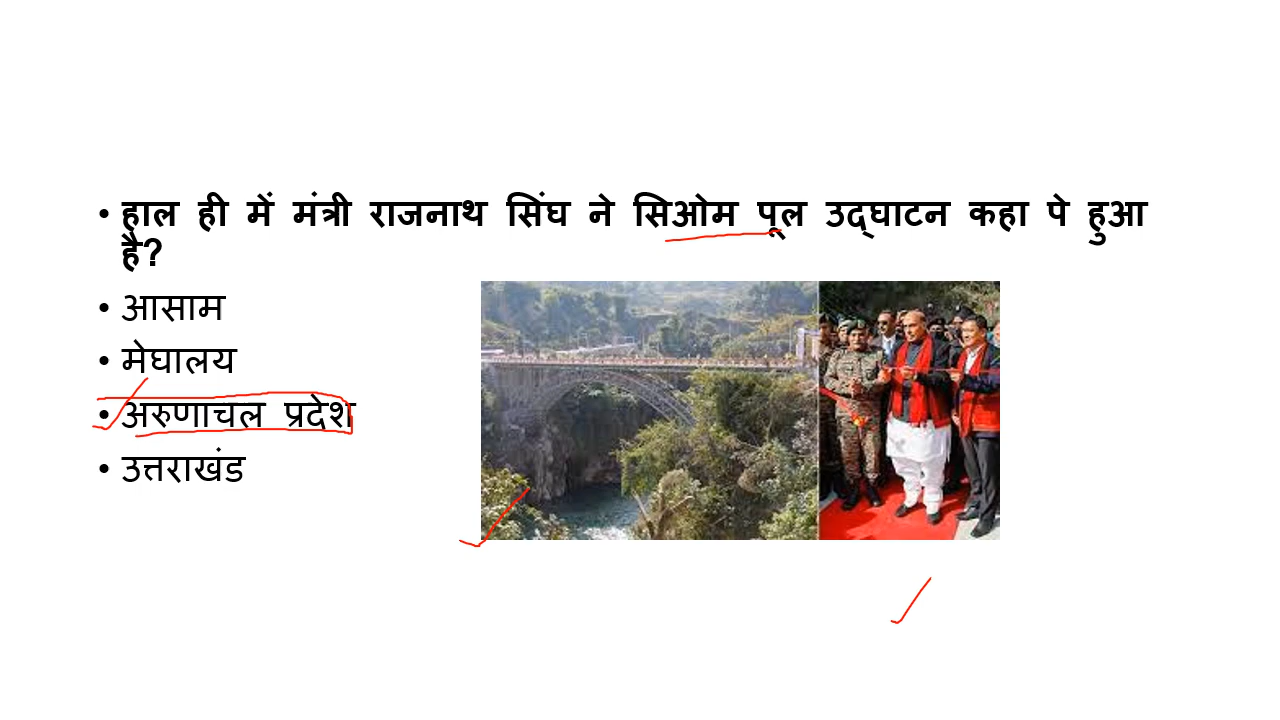 • हाल ही में मंत्री राजनाथ सिंघ ने सिओम पूल उद्घाटन कहा पे हुआ
है?
• आसाम
• मेघालय
• अरुणाचल प्रदेश
• उत्तराखंड